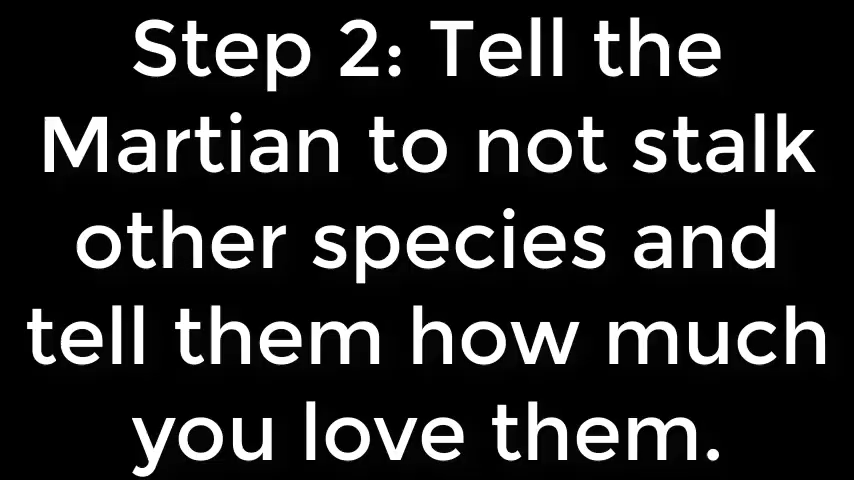 Step 2: Tell the
Martian to not stalk
other species and
tell them how much
you love them.